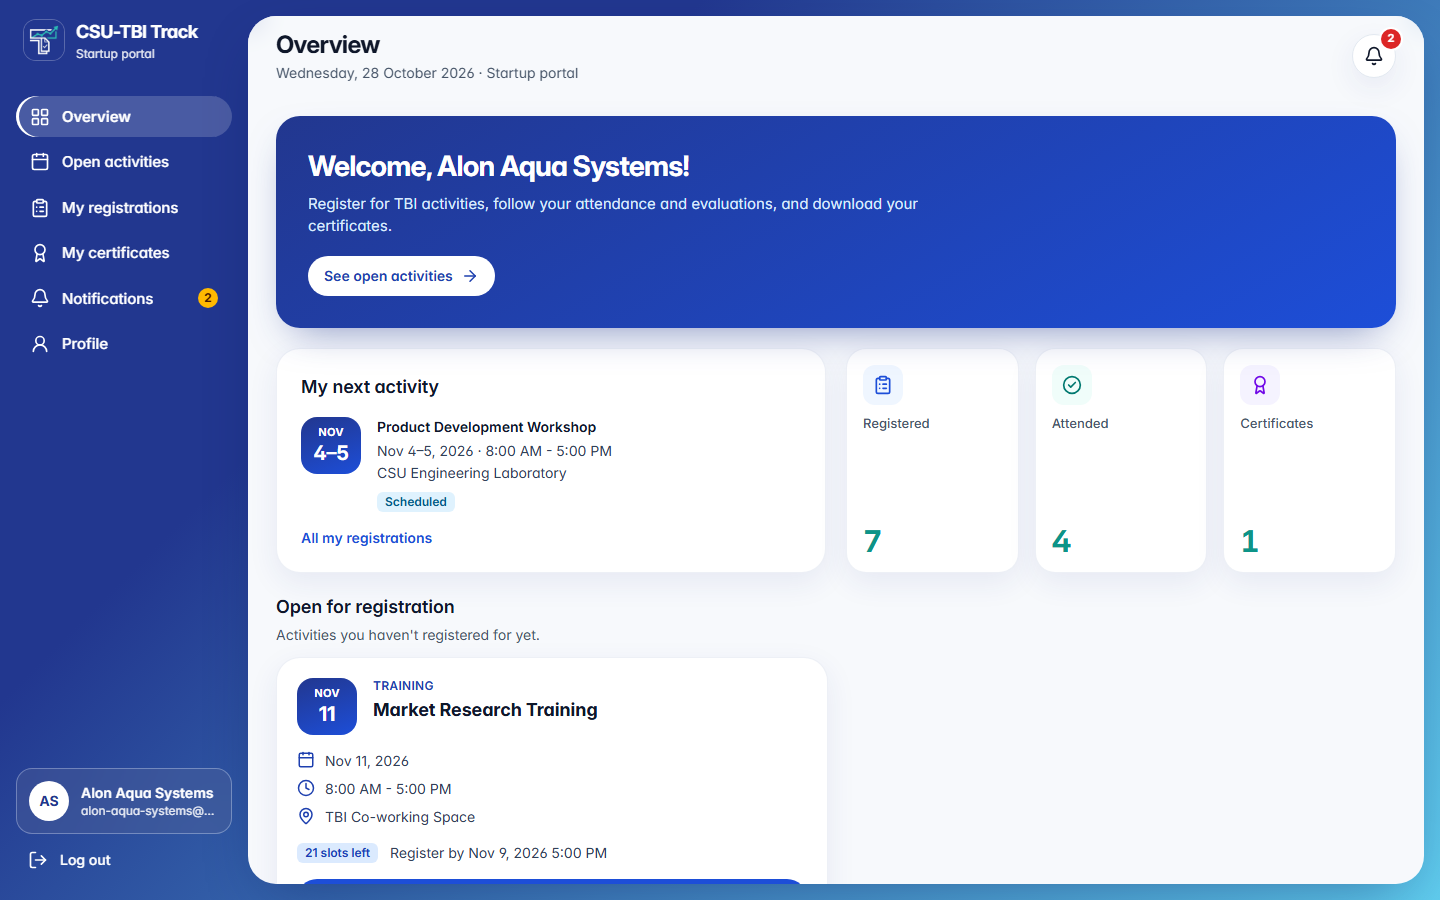 CSU-TBI Track
Startup portal
Overview
Open activities
My registrations
My certificates
Notifications
2
Profile
AS
Alon Aqua Systems
alon-aqua-systems@...
Log out
Overview
Wednesday, 28 October 2026 · Startup portal
2
Welcome, Alon Aqua Systems!
Register for TBI activities, follow your attendance and evaluations, and download your
certificates.
See open activities
My next activity
NOV
4–5
Product Development Workshop
Nov 4–5, 2026 · 8:00 AM - 5:00 PM
CSU Engineering Laboratory
Scheduled
All my registrations
Registered
7
Attended
4
Certificates
1
Open for registration
Activities you haven't registered for yet.
NOV
11
TRAINING
Market Research Training
Nov 11, 2026
8:00 AM - 5:00 PM
TBI Co-working Space
21 slots left
Register by Nov 9, 2026 5:00 PM